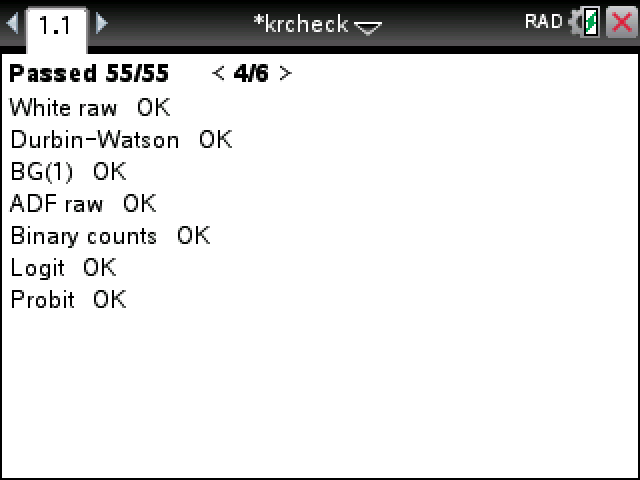 1.1 *krcheck RAD
Passed 55/55 < 4/6 >
White raw OK
Durbin-Watson OK
BG(1) OK
ADF raw OK
Binary counts OK
Logit OK
Probit OK